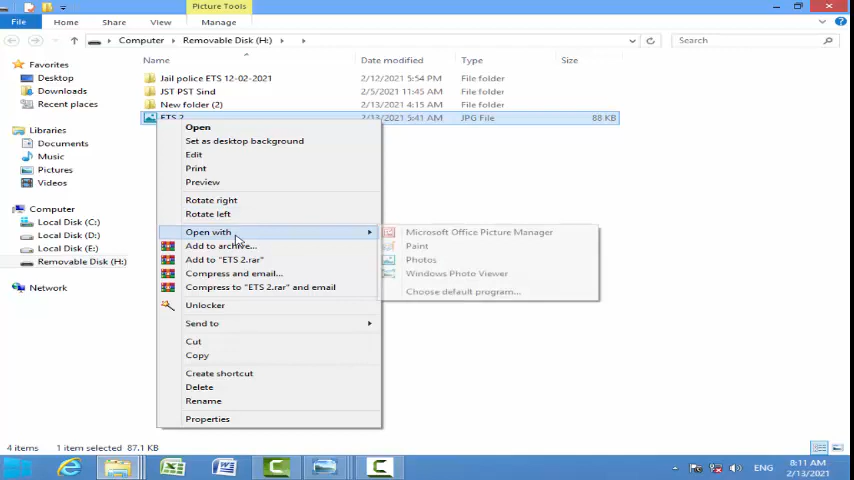 Picture Tools
File Home Share View Manage
Computer Removable Disk (H:)
Search
Name Date modified Type Size
Favorites
Desktop
Downloads
Recent places
Libraries
Documents
Music
Pictures
Videos
Computer
Local Disk (C:)
Local Disk (D:)
Local Disk (E:)
Removable Disk (H:)
Network
Jail police ETS 12-02-2021 2/12/2021 5:54 PM File folder
JST PST Sind 2/5/2021 11:45 AM File folder
New folder (2) 2/13/2021 4:15 AM File folder
ETS 2 2/13/2021 5:41 AM JPG File 88 KB
Open
Set as desktop background
Edit
Print
Preview
Rotate right
Rotate left
Open with
Add to archive...
Add to "ETS 2.rar"
Compress and email...
Compress to "ETS 2.rar" and email
Unlocker
Send to
Cut
Copy
Create shortcut
Delete
Rename
Properties
Microsoft Office Picture Manager
Paint
Photos
Windows Photo Viewer
Choose default program...
4 items 1 item selected 87.1 KB
ENG
8:11 AM
2/13/2021